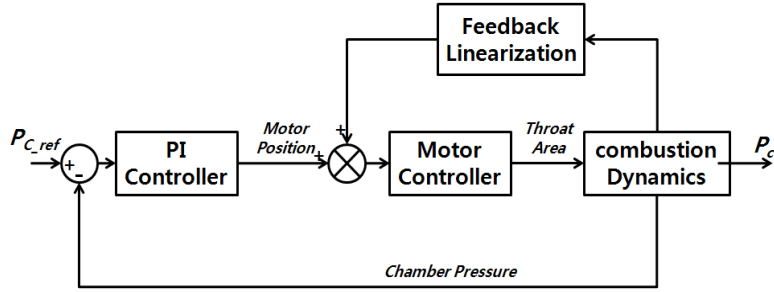 Feedback
Linearization
P_C_ref
+
-
PI
Controller
Motor
Position
+
+
Motor
Controller
Throat
Area
combustion
Dynamics
P_c
Chamber Pressure